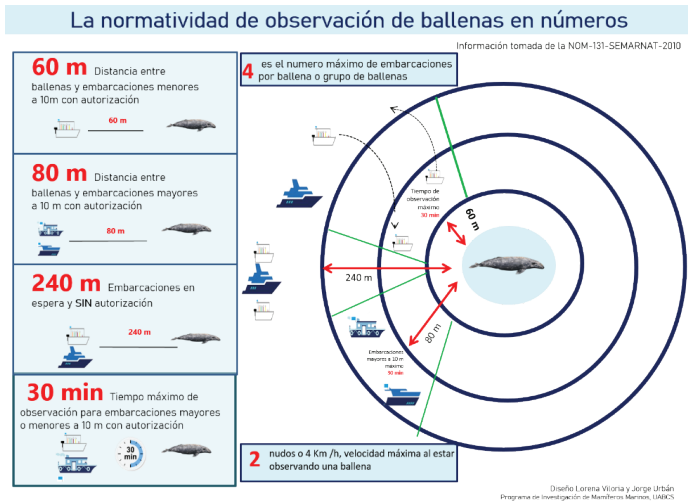 La normatividad de observación de ballenas en números
Información tomada de la NOM-131-SEMARNAT-2010
60 m Distancia entre
ballenas y embarcaciones menores
a 10m con autorización
60 m
80 m Distancia entre
ballenas y embarcaciones mayores
a 10 m con autorización
80 m
240 m Embarcaciones en
espera y SIN autorización
240 m
30 min Tiempo máximo de
observación para embarcaciones mayores
o menores a 10 m con autorización
30
min
4 es el numero máximo de embarcaciones
por ballena o grupo de ballenas
Tiempo de
observación
máximo
30 min
60 m
240 m
80 m
Embarcaciones
mayores a 10 m
máximo
30 min
2 nudos o 4 Km /h, velocidad máxima al estar
observando una ballena
Diseño Lorena Viloria y Jorge Urbán
Programa de Investigación de Mamíferos Marinos, UABCS